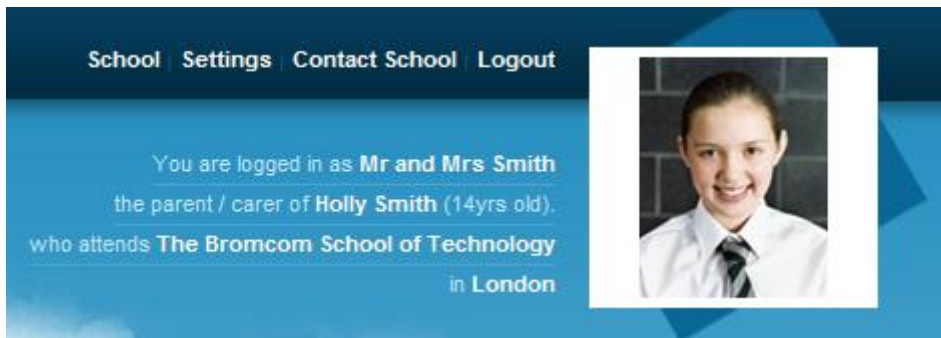 School | Settings | Contact School | Logout
You are logged in as Mr and Mrs Smith
the parent / carer of Holly Smith (14yrs old).
who attends The Bromcom School of Technology
in London